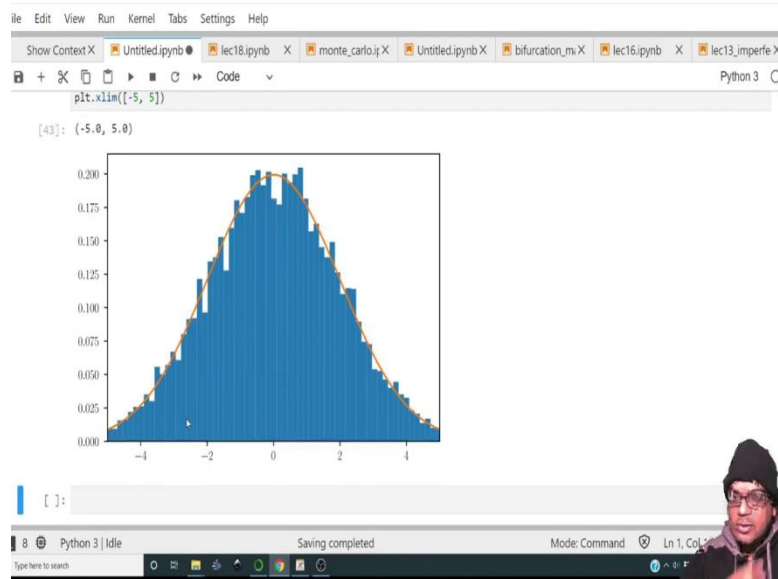 ile Edit View Run Kernel Tabs Settings Help
Show Context X Untitled.ipynb lec18.ipynb X monte_carlo.ip X Untitled.ipynb X bifurcation_ma X lec16.ipynb X lec13_imperfe X
Code Python 3
plt.xlim([-5, 5])
[43]: (-5.0, 5.0)
0.200
0.175
0.150
0.125
0.100
0.075
0.050
0.025
0.000
−4 −2 0 2 4
[ ]:
8 Python 3 | Idle Saving completed Mode: Command Ln 1, Col
Type here to search